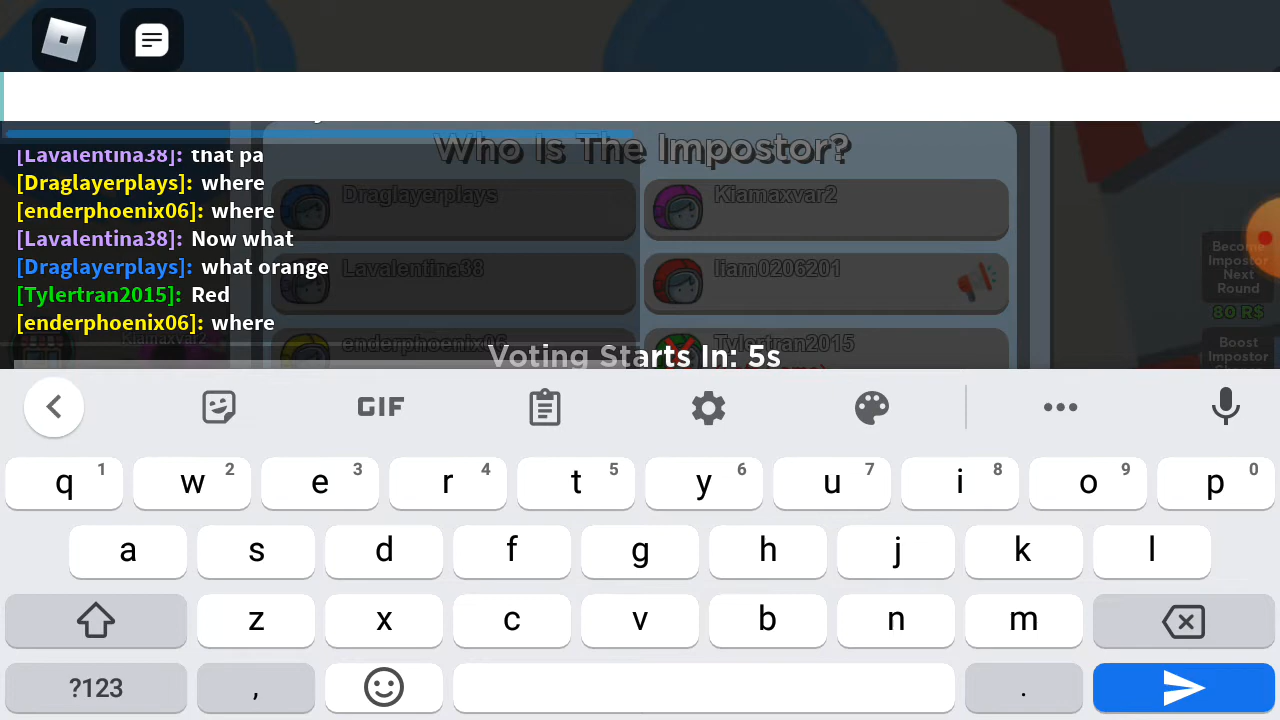 Who Is The Impostor?
[Lavalentina38]: that pa
[Draglayerplays]: where
[enderphoenix06]: where
[Lavalentina38]: Now what
[Draglayerplays]: what orange
[Tylertran2015]: Red
[enderphoenix06]: where
Draglayerplays
Kiamaxvar2
Lavalentina38
liam0206201
enderphoenix06
Tylertran2015
Kiamaxvar2
Voting Starts In: 5s
Become
Impostor
Next
Round
80 R$
Boost
Impostor
GIF
q 1 w 2 e 3 r 4 t 5 y 6 u 7 i 8 o 9 p 0
a s d f g h j k l
z x c v b n m
?123 , .